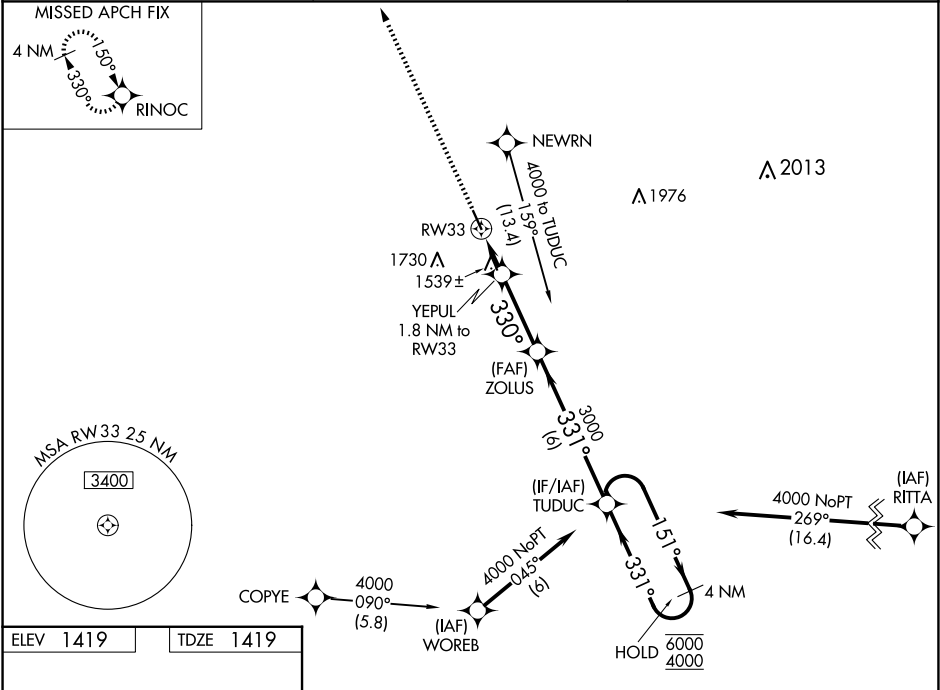 MISSED APCH FIX
4 NM
150°
330°
RINOC
NEWRN
4000 to TUDUC
159°
(13.4)
2013
1976
RW33
1730
1539±
YEPUL
1.8 NM to
RW33
330°
(FAF)
ZOLUS
3000
331°
(6)
MSA RW33 25 NM
3400
(IF/IAF)
TUDUC
151°
331°
4 NM
HOLD 6000
4000
(IAF)
RITTA
4000 NoPT
269°
(16.4)
4000 NoPT
045°
(6)
COPYE
4000
090°
(5.8)
(IAF)
WOREB
ELEV 1419
TDZE 1419